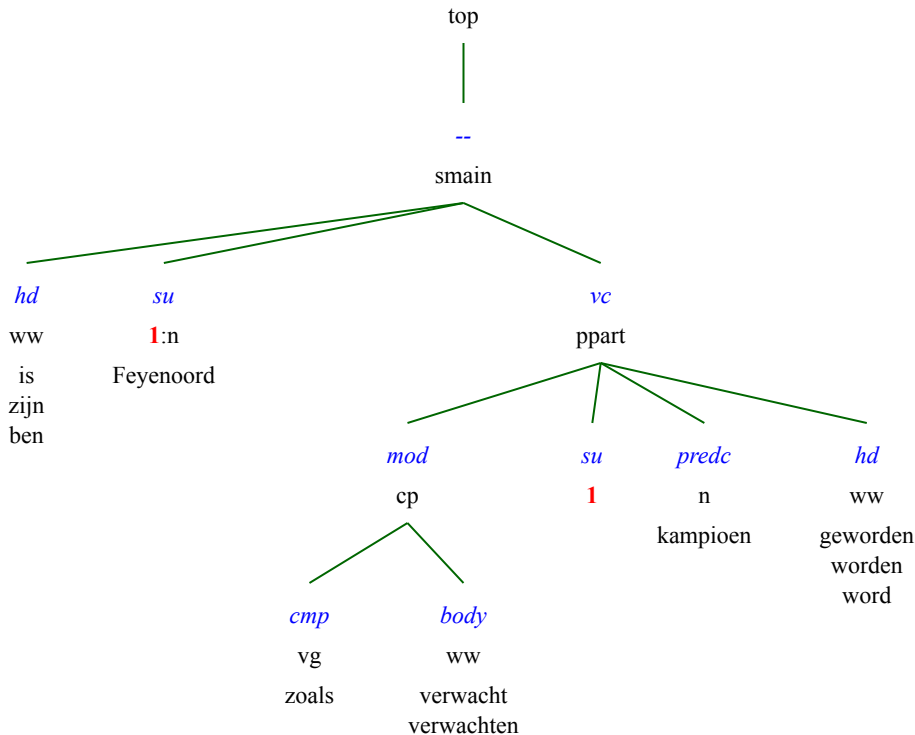 top
--
smain
hd su vc
ww 1:n ppart
is Feyenoord
zijn
ben
mod su predc hd
cp 1 n ww
kampioen geworden
worden
word
cmp body
vg ww
zoals verwacht
verwachten